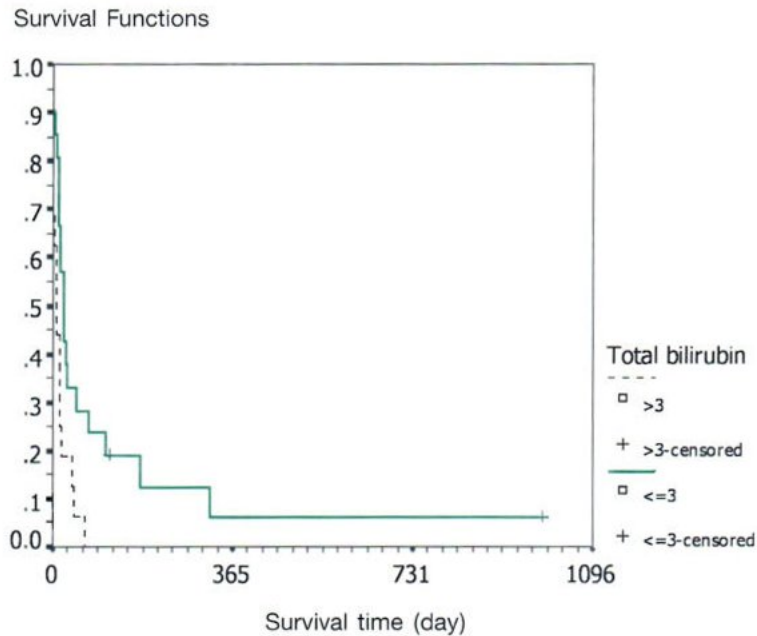 Survival Functions
1.0
.9
.8
.7
.6
.5
.4
.3
.2
.1
0.0
0 365 731 1096
Survival time (day)
Total bilirubin
>3
>3-censored
<=3
<=3-censored